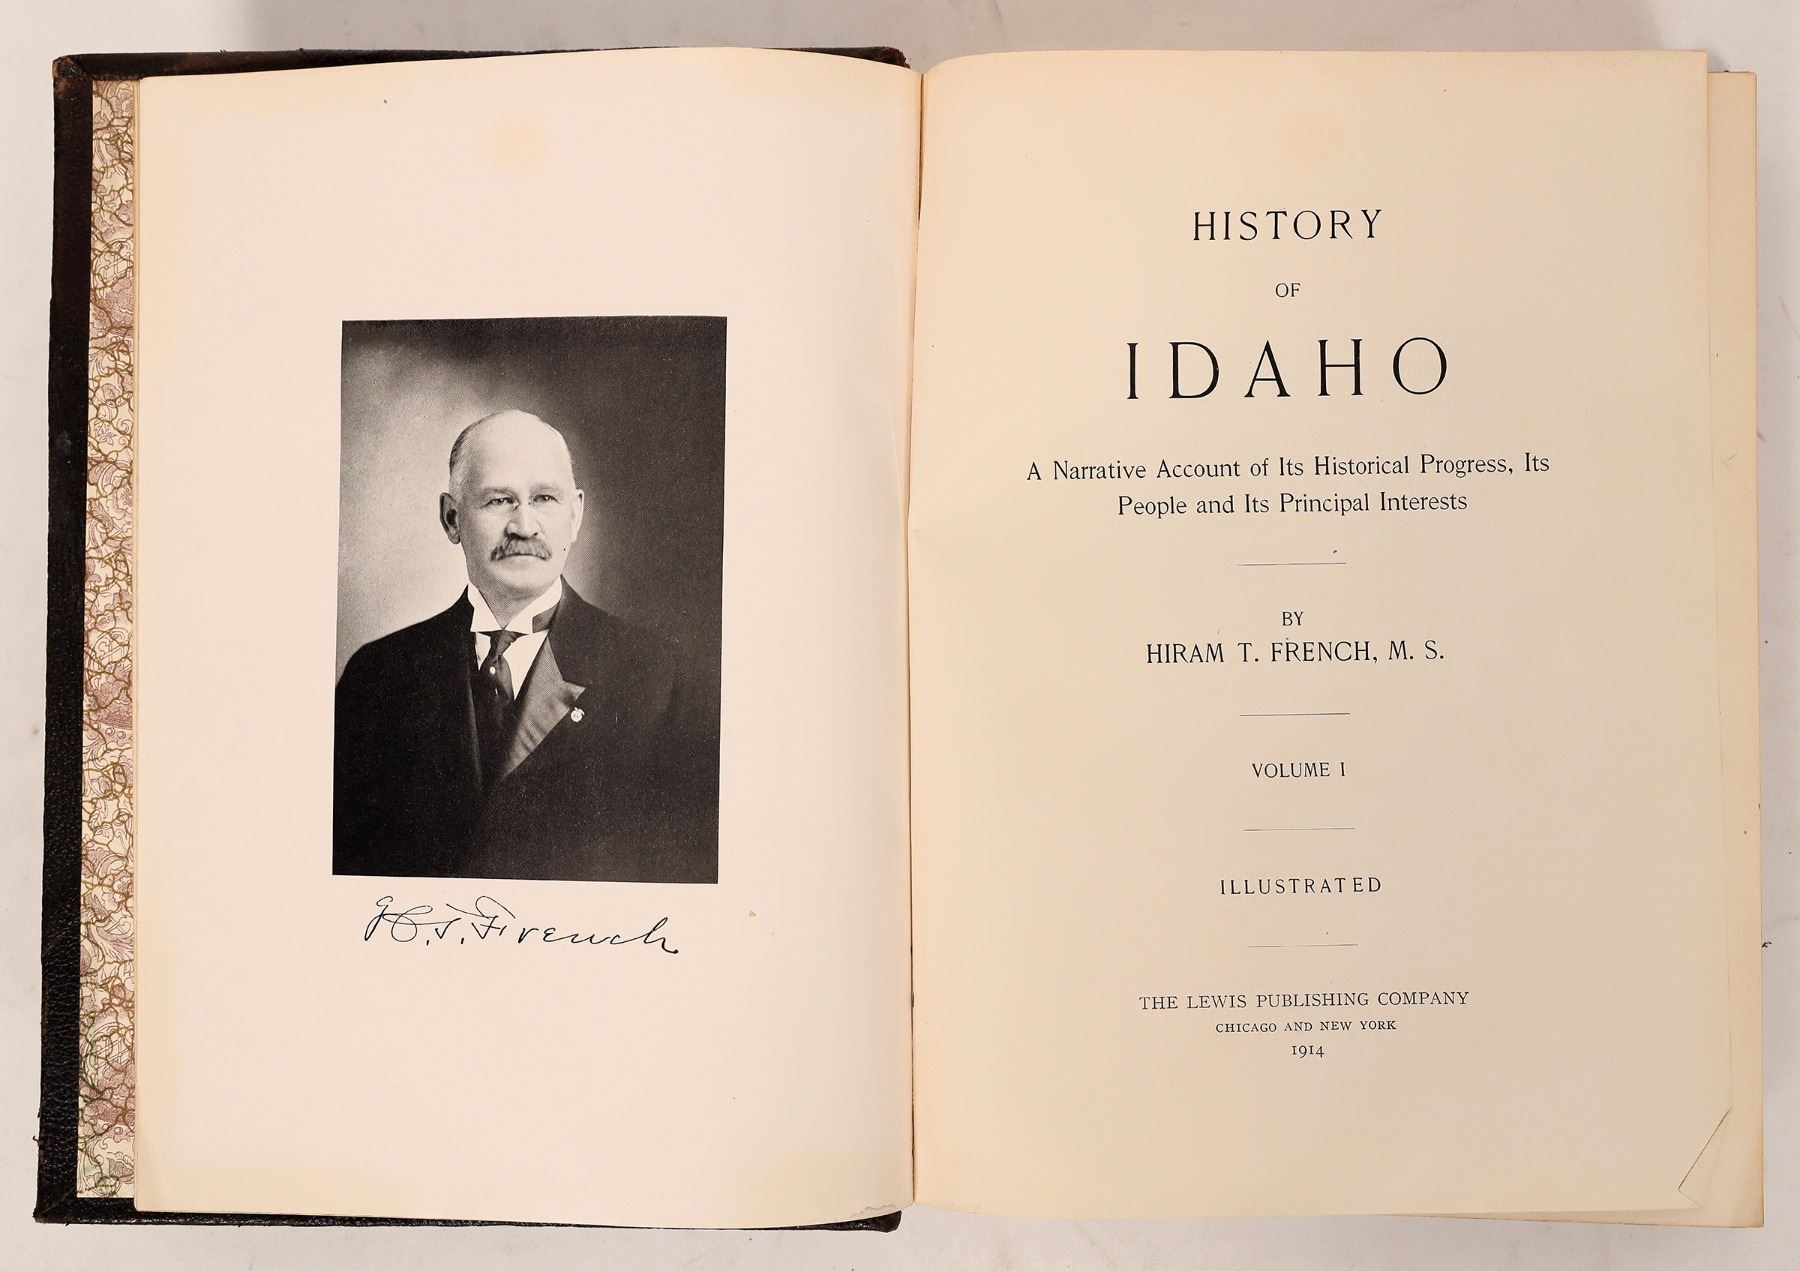 H. T. French
HISTORY
OF
IDAHO
A Narrative Account of Its Historical Progress, Its
People and Its Principal Interests
BY
HIRAM T. FRENCH, M. S.
VOLUME I
ILLUSTRATED
THE LEWIS PUBLISHING COMPANY
CHICAGO AND NEW YORK
1914